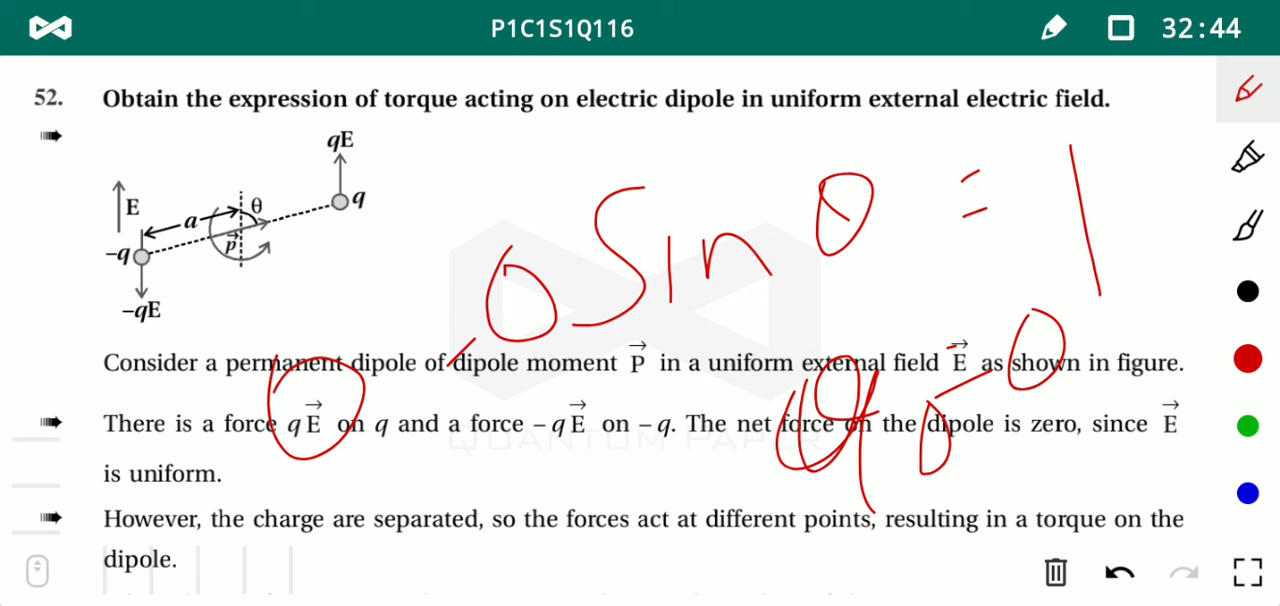 P1C1S1Q116
32:44
52. Obtain the expression of torque acting on electric dipole in uniform external electric field.
qE
E
a
θ
q
p⃗
-q
-qE
Sin θ = 1
Consider a permanent dipole of dipole moment P⃗ in a uniform external field E⃗ as shown in figure.
There is a force qE⃗ on q and a force – qE⃗ on – q. The net force on the dipole is zero, since E⃗
is uniform.
However, the charge are separated, so the forces act at different points, resulting in a torque on the
dipole.
QUANTUM PAPER